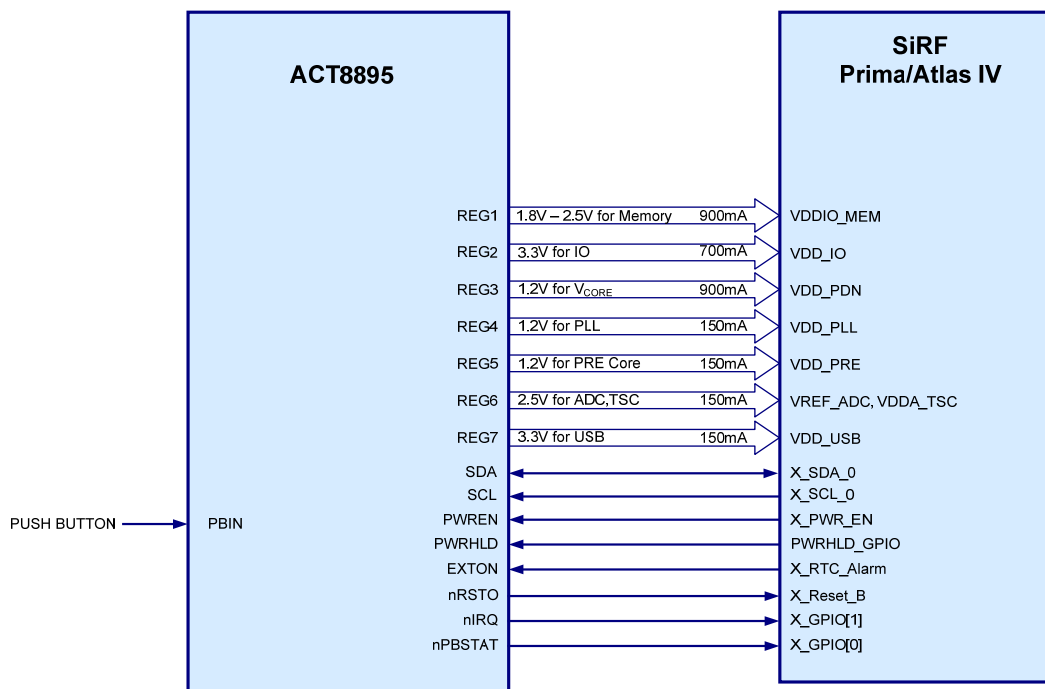 ACT8895
SiRF
Prima/Atlas IV
REG1 1.8V – 2.5V for Memory 900mA VDDIO_MEM
REG2 3.3V for IO 700mA VDD_IO
REG3 1.2V for VCORE 900mA VDD_PDN
REG4 1.2V for PLL 150mA VDD_PLL
REG5 1.2V for PRE Core 150mA VDD_PRE
REG6 2.5V for ADC,TSC 150mA VREF_ADC, VDDA_TSC
REG7 3.3V for USB 150mA VDD_USB
SDA X_SDA_0
SCL X_SCL_0
PWREN X_PWR_EN
PUSH BUTTON PBIN
PWRHLD PWRHLD_GPIO
EXTON X_RTC_Alarm
nRSTO X_Reset_B
nIRQ X_GPIO[1]
nPBSTAT X_GPIO[0]